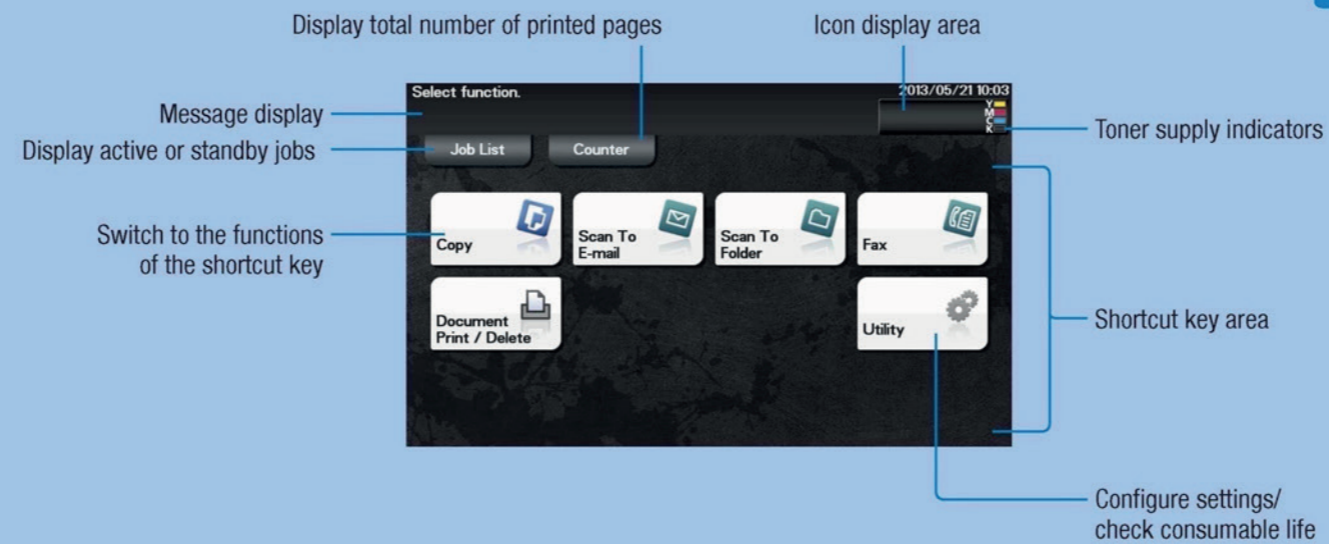 Display total number of printed pages
Icon display area
Select function.
2013/05/21 10:03
Message display
Y
M
C
K
Toner supply indicators
Display active or standby jobs
Job List
Counter
Copy
Scan To
E-mail
Scan To
Folder
Fax
Switch to the functions
of the shortcut key
Document
Print / Delete
Utility
Shortcut key area
Configure settings/
check consumable life